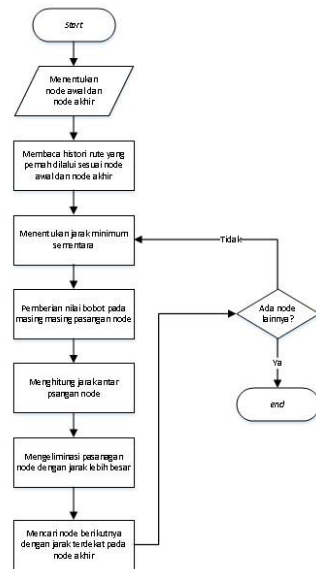 Start
Menentukan
node awal dan
node akhir
Membaca histori rute yang
pernah dilalui sesuai node
awal dan node akhir
Menentukan jarak minimum
sementara
Pemberian nilai bobot pada
masing masing pasangan node
Menghitung jarak antar
psangan node
Mengeliminasi pasanagan
node dengan jarak lebih besar
Mencari node berikutnya
dengan jarak terdekat pada
node akhir
Tidak
Ada node
lainnya?
Ya
end